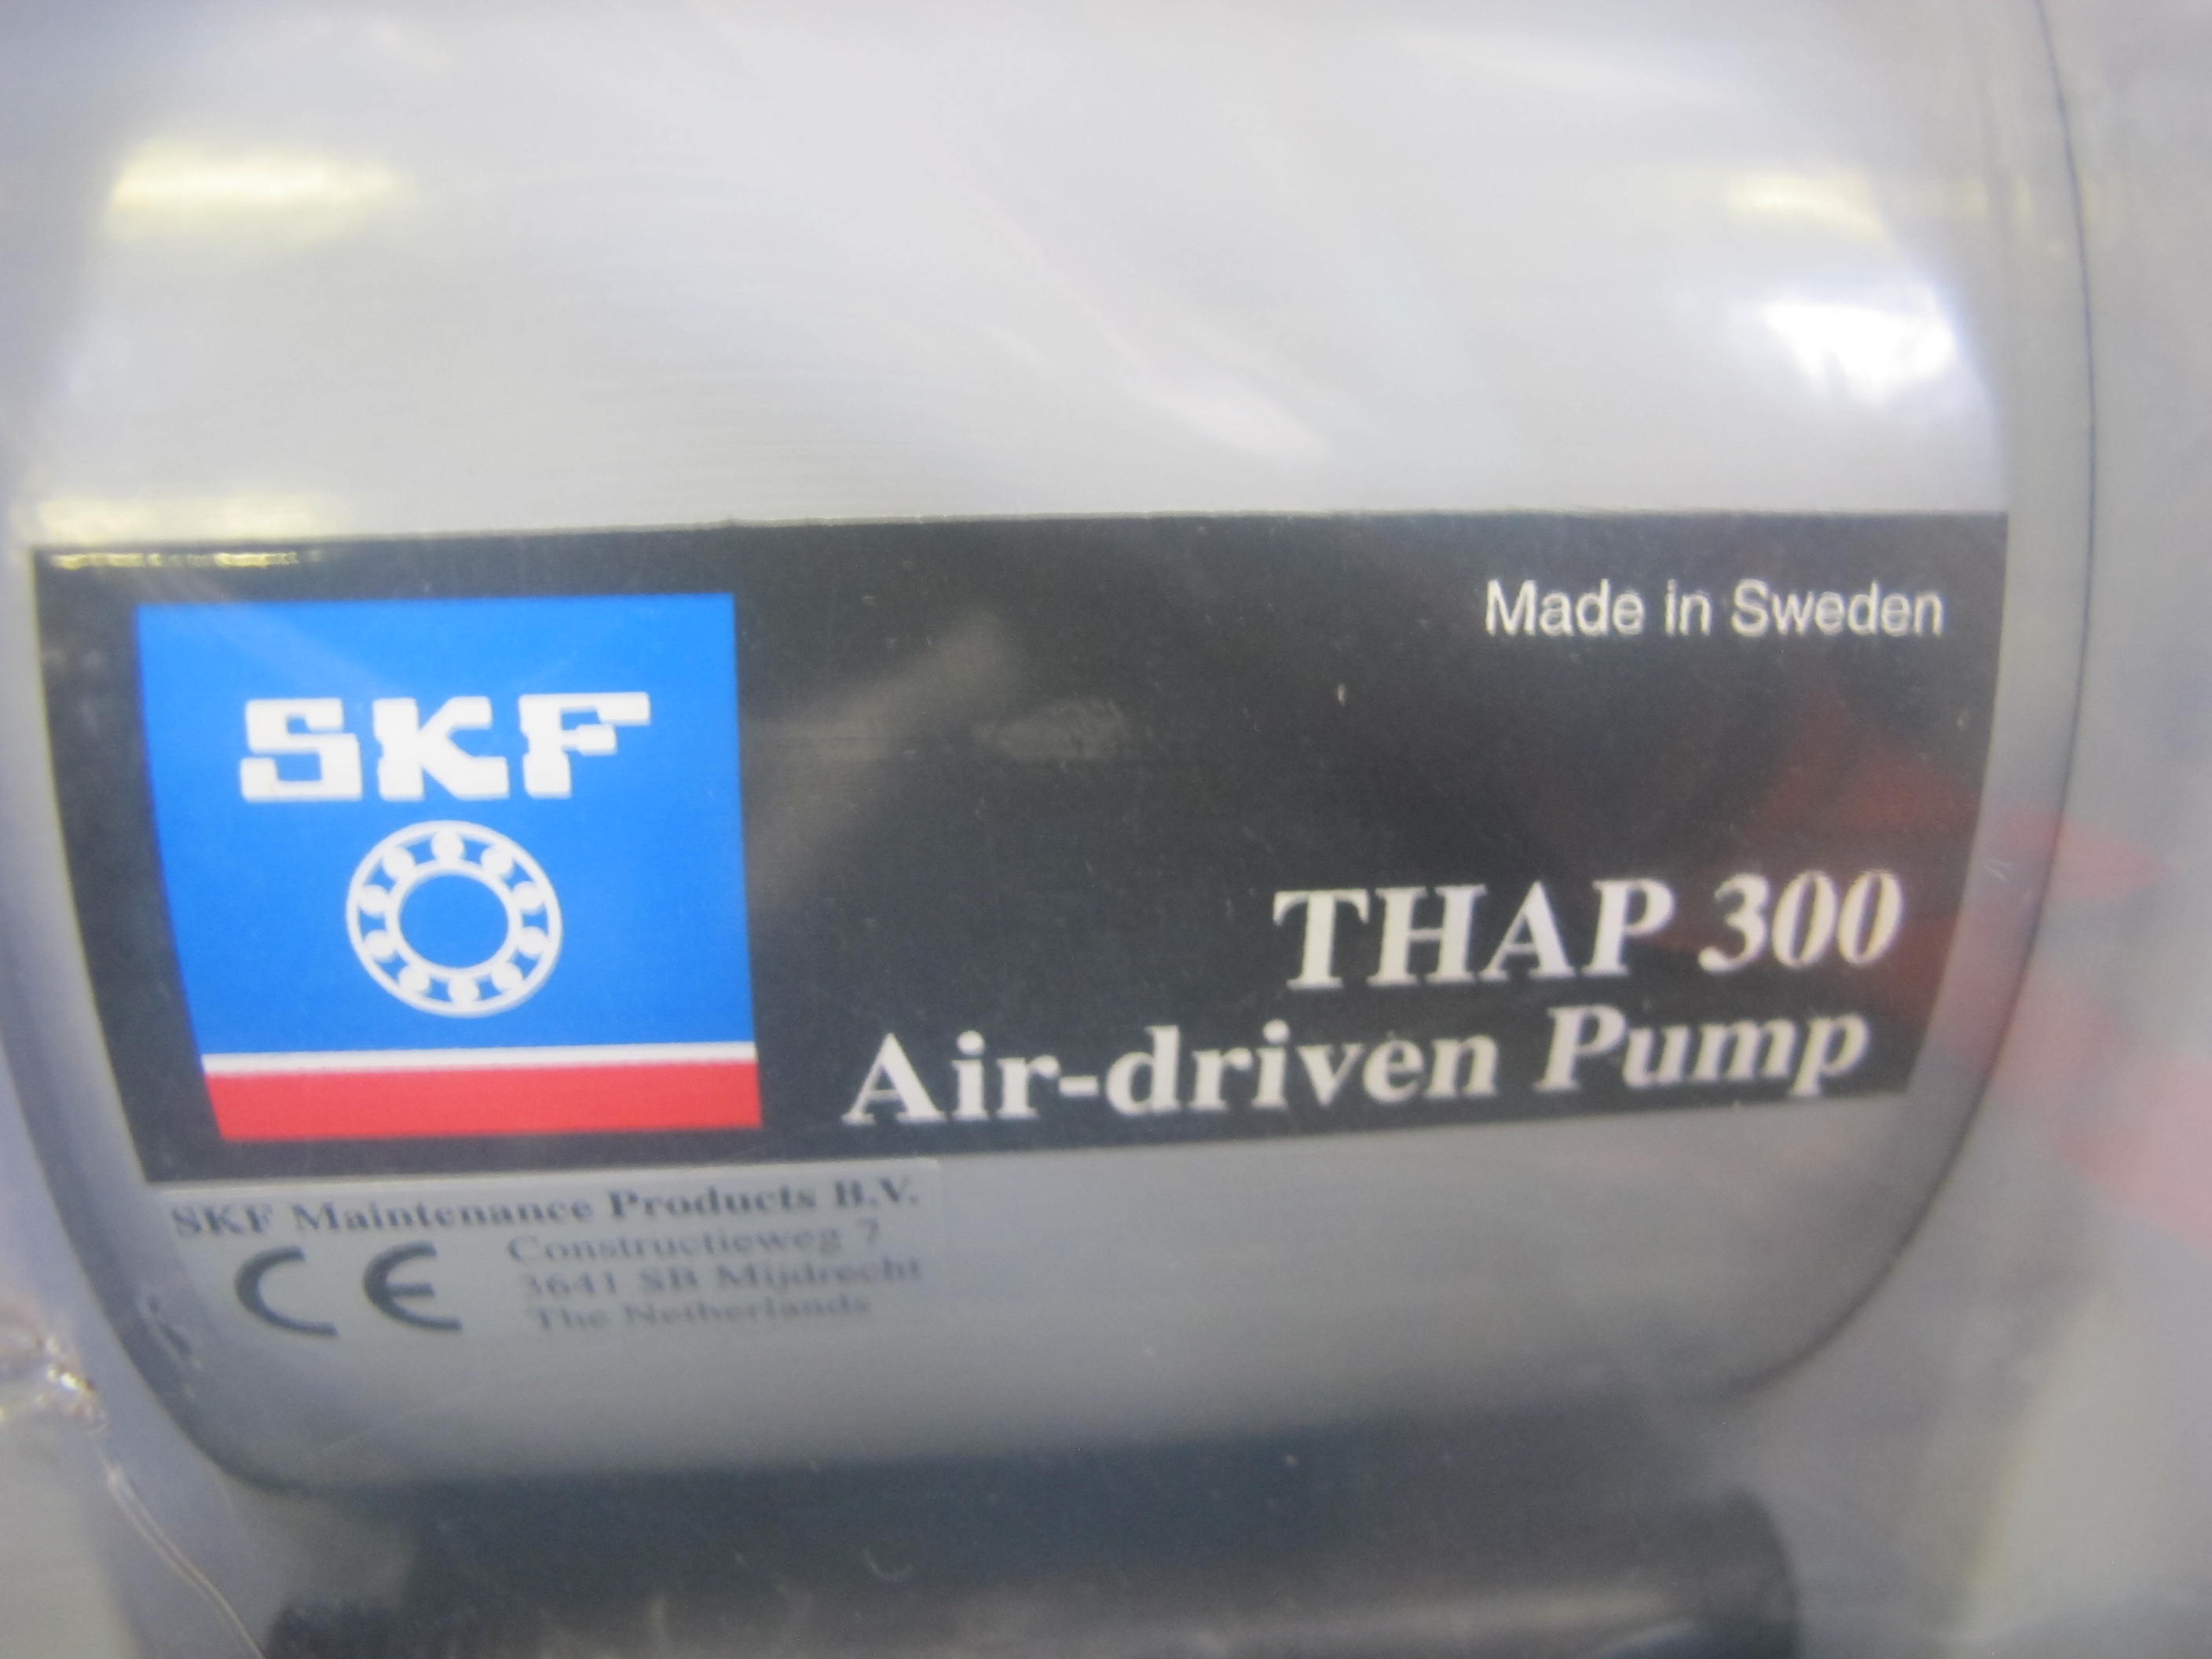 Made in Sweden
SKF
THAP 300
Air-driven Pump
SKF Maintenance Products B.V.
CE
Constructieweg 7
3641 SB Mijdrecht
The Netherlands